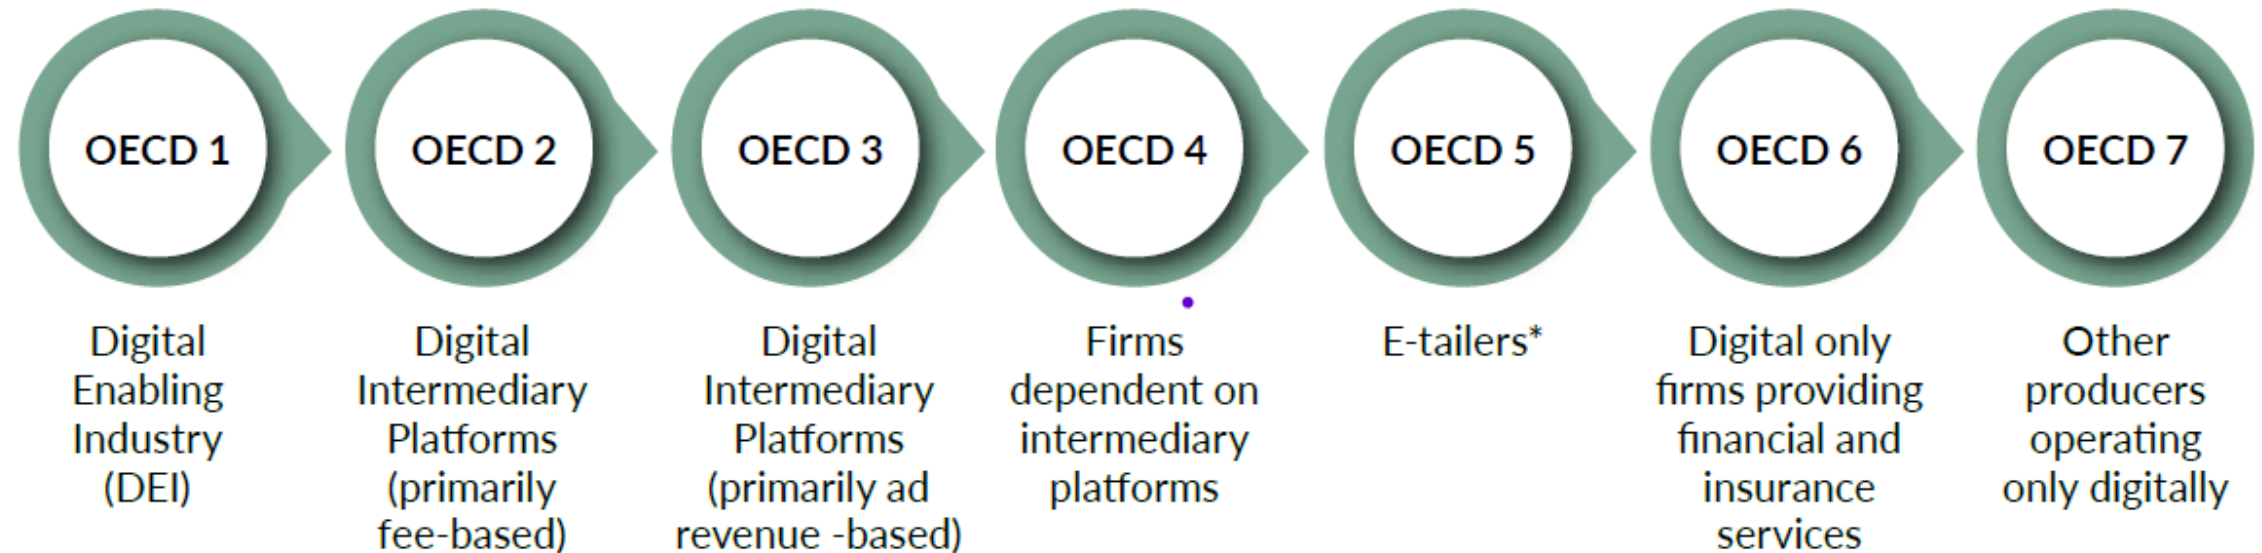 OECD 1
OECD 2
OECD 3
OECD 4
OECD 5
OECD 6
OECD 7
Digital
Enabling
Industry
(DEI)
Digital
Intermediary
Platforms
(primarily
fee-based)
Digital
Intermediary
Platforms
(primarily ad
revenue -based)
Firms
dependent on
intermediary
platforms
E-tailers*
Digital only
firms providing
financial and
insurance
services
Other
producers
operating
only digitally